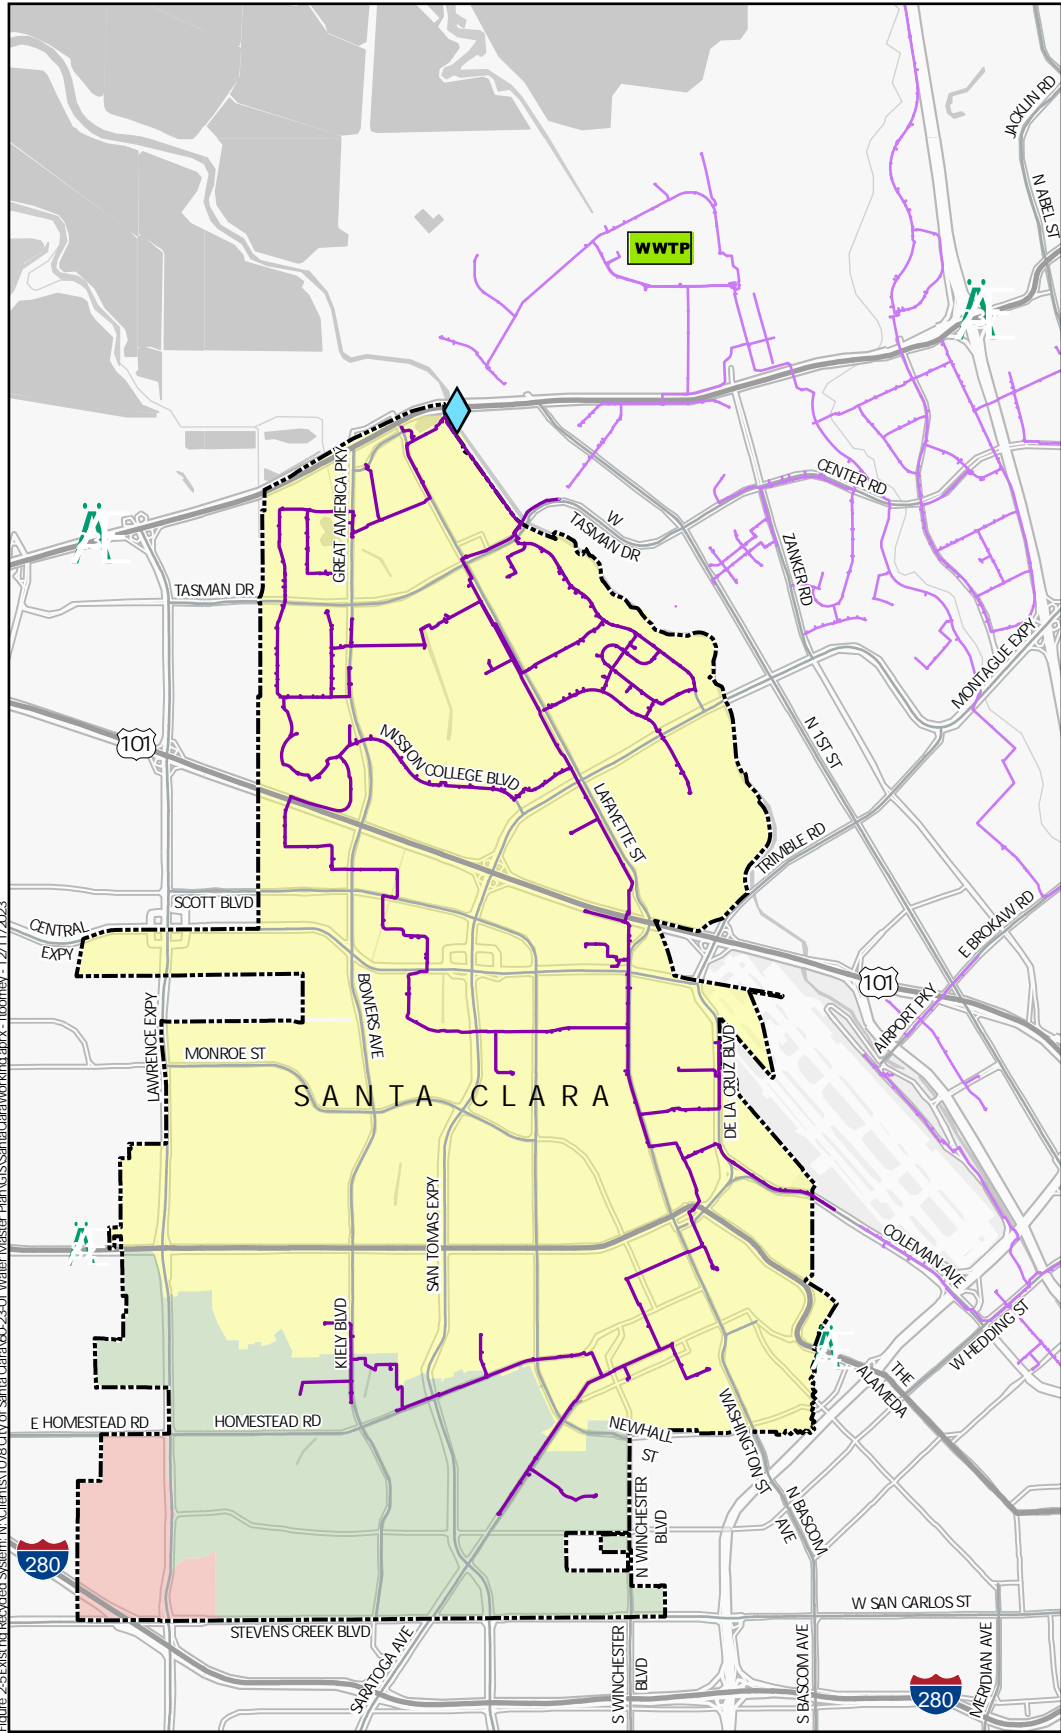 JACKLIN RD
N ABEL ST
WWTP
GREAT AMERICA PKY
CENTER RD
W
TASMAN DR
ZANKER RD
TASMAN DR
MONTAGUE EXPY
101
MISSION COLLEGE BLVD
N 1ST ST
LAFAYETTE ST
TRIMBLE RD
SCOTT BLVD
CENTRAL
EXPY
E BROKAW RD
101
BOWERS AVE
AIRPORT PKY
LAWRENCE EXPY
MONROE ST
DE LA CRUZ BLVD
SANTA CLARA
SAN TOMAS EXPY
COLEMAN AVE
KIELY BLVD
W HEDDING ST
THE
ALAMEDA
E HOMESTEAD RD
HOMESTEAD RD
NEWHALL
ST
WASHINGTON ST
N WINCHESTER
BLVD
N BASCOM
AVE
280
W SAN CARLOS ST
STEVENS CREEK BLVD
SARATOGA AVE
S WINCHESTER
BLVD
S BASCOM AVE
280
MERIDIAN AVE